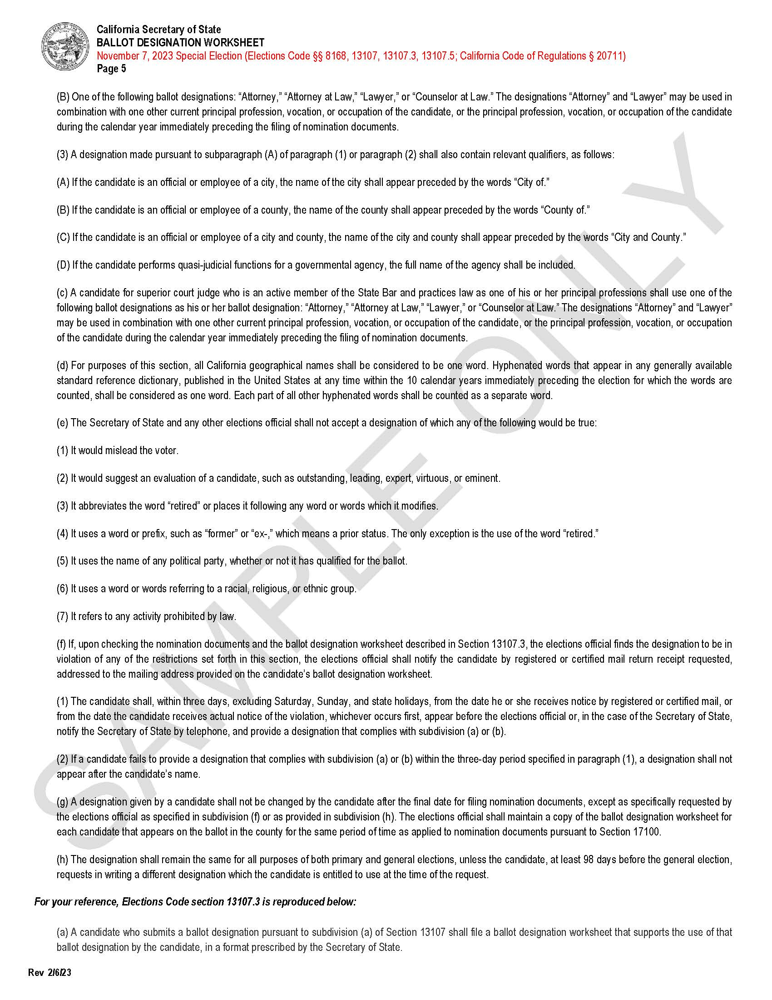 California Secretary of State
BALLOT DESIGNATION WORKSHEET
November 7, 2023 Special Election (Elections Code §§ 8168, 13107, 13107.3, 13107.5; California Code of Regulations § 20711)
Page 5
(B) One of the following ballot designations: “Attorney,” “Attorney at Law,” “Lawyer,” or “Counselor at Law.” The designations “Attorney” and “Lawyer” may be used in
combination with one other current principal profession, vocation, or occupation of the candidate, or the principal profession, vocation, or occupation of the candidate
during the calendar year immediately preceding the filing of nomination documents.
(3) A designation made pursuant to subparagraph (A) of paragraph (1) or paragraph (2) shall also contain relevant qualifiers, as follows:
(A) If the candidate is an official or employee of a city, the name of the city shall appear preceded by the words “City of.”
(B) If the candidate is an official or employee of a county, the name of the county shall appear preceded by the words “County of.”
(C) If the candidate is an official or employee of a city and county, the name of the city and county shall appear preceded by the words “City and County.”
(D) If the candidate performs quasi-judicial functions for a governmental agency, the full name of the agency shall be included.
(c) A candidate for superior court judge who is an active member of the State Bar and practices law as one of his or her principal professions shall use one of the
following ballot designations as his or her ballot designation: “Attorney,” “Attorney at Law,” “Lawyer,” or “Counselor at Law.” The designations “Attorney” and “Lawyer”
may be used in combination with one other current principal profession, vocation, or occupation of the candidate, or the principal profession, vocation, or occupation
of the candidate during the calendar year immediately preceding the filing of nomination documents.
(d) For purposes of this section, all California geographical names shall be considered to be one word. Hyphenated words that appear in any generally available
standard reference dictionary, published in the United States at any time within the 10 calendar years immediately preceding the election for which the words are
counted, shall be considered as one word. Each part of all other hyphenated words shall be counted as a separate word.
(e) The Secretary of State and any other elections official shall not accept a designation of which any of the following would be true:
(1) It would mislead the voter.
(2) It would suggest an evaluation of a candidate, such as outstanding, leading, expert, virtuous, or eminent.
(3) It abbreviates the word “retired” or places it following any word or words which it modifies.
(4) It uses a word or prefix, such as “former” or “ex-,” which means a prior status. The only exception is the use of the word “retired.”
(5) It uses the name of any political party, whether or not it has qualified for the ballot.
(6) It uses a word or words referring to a racial, religious, or ethnic group.
(7) It refers to any activity prohibited by law.
(f) If, upon checking the nomination documents and the ballot designation worksheet described in Section 13107.3, the elections official finds the designation to be in
violation of any of the restrictions set forth in this section, the elections official shall notify the candidate by registered or certified mail return receipt requested,
addressed to the mailing address provided on the candidate’s ballot designation worksheet.
(1) The candidate shall, within three days, excluding Saturday, Sunday, and state holidays, from the date he or she receives notice by registered or certified mail, or
from the date the candidate receives actual notice of the violation, whichever occurs first, appear before the elections official or, in the case of the Secretary of State,
notify the Secretary of State by telephone, and provide a designation that complies with subdivision (a) or (b).
(2) If a candidate fails to provide a designation that complies with subdivision (a) or (b) within the three-day period specified in paragraph (1), a designation shall not
appear after the candidate’s name.
(g) A designation given by a candidate shall not be changed by the candidate after the final date for filing nomination documents, except as specifically requested by
the elections official as specified in subdivision (f) or as provided in subdivision (h). The elections official shall maintain a copy of the ballot designation worksheet for
each candidate that appears on the ballot in the county for the same period of time as applied to nomination documents pursuant to Section 17100.
(h) The designation shall remain the same for all purposes of both primary and general elections, unless the candidate, at least 98 days before the general election,
requests in writing a different designation which the candidate is entitled to use at the time of the request.
For your reference, Elections Code section 13107.3 is reproduced below:
(a) A candidate who submits a ballot designation pursuant to subdivision (a) of Section 13107 shall file a ballot designation worksheet that supports the use of that
ballot designation by the candidate, in a format prescribed by the Secretary of State.
Rev 2/6/23
SAMPLE ONLY